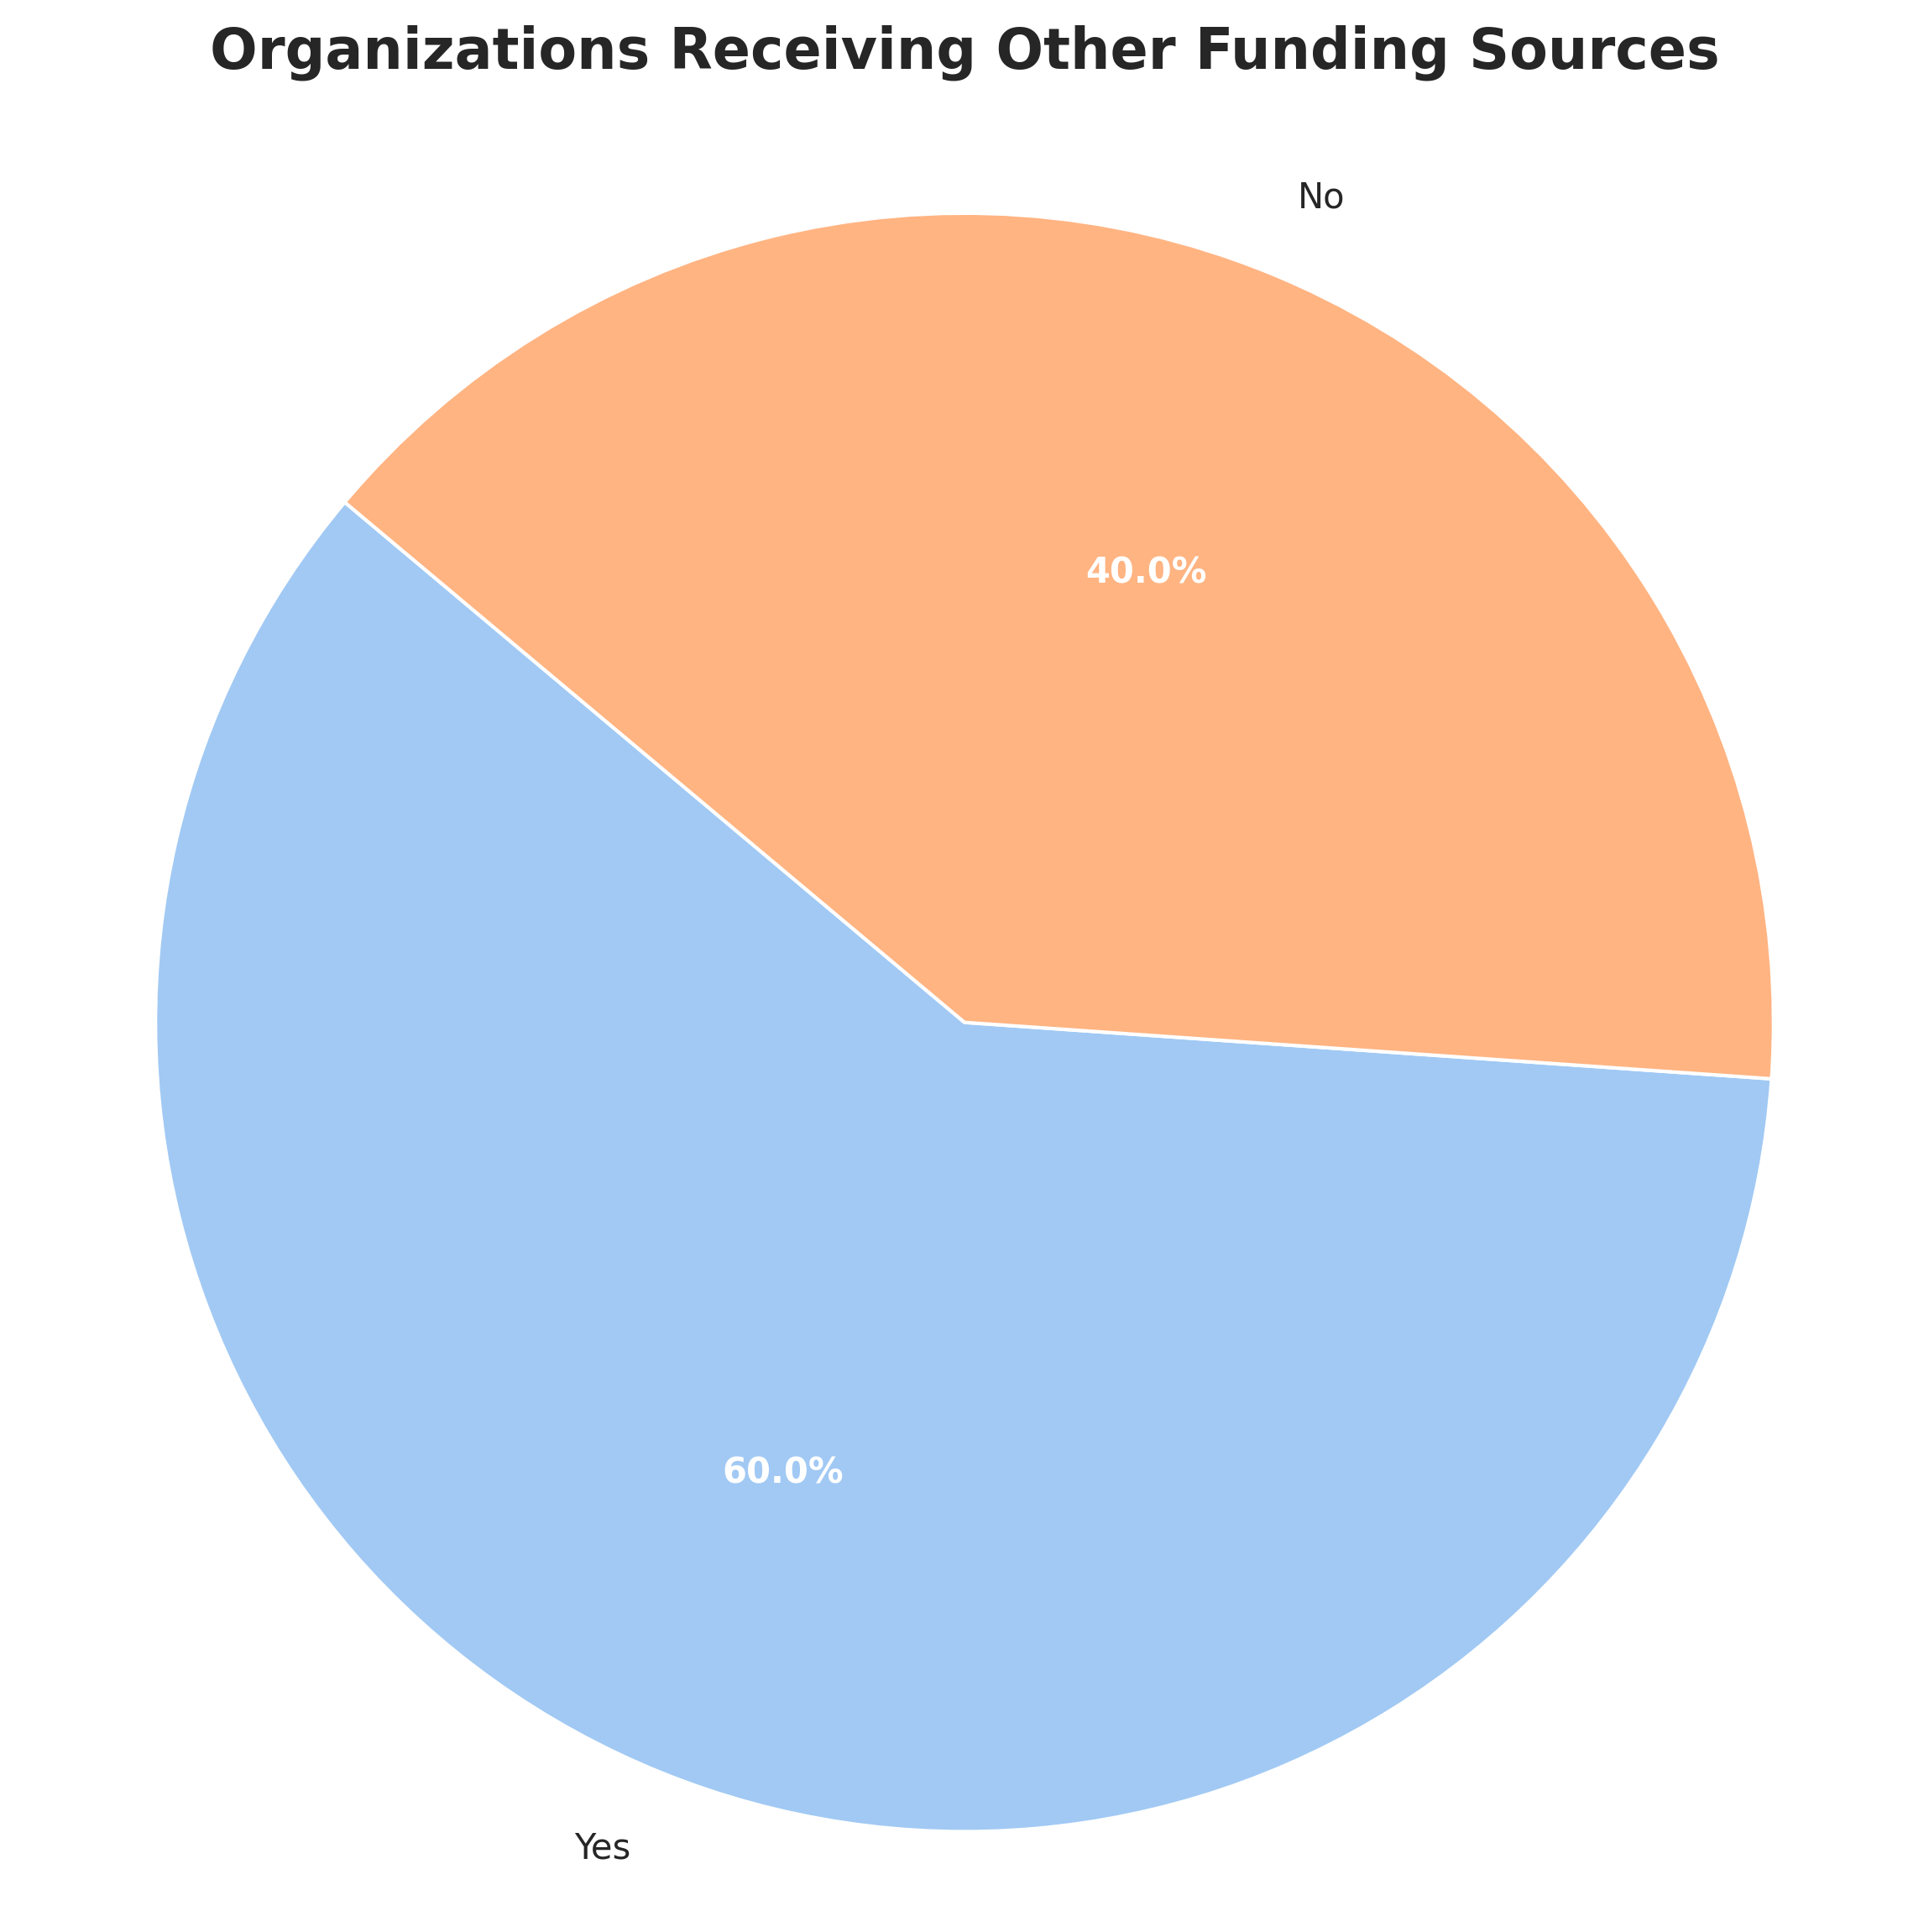 Organizations Receiving Other Funding Sources
No
40.0%
60.0%
Yes